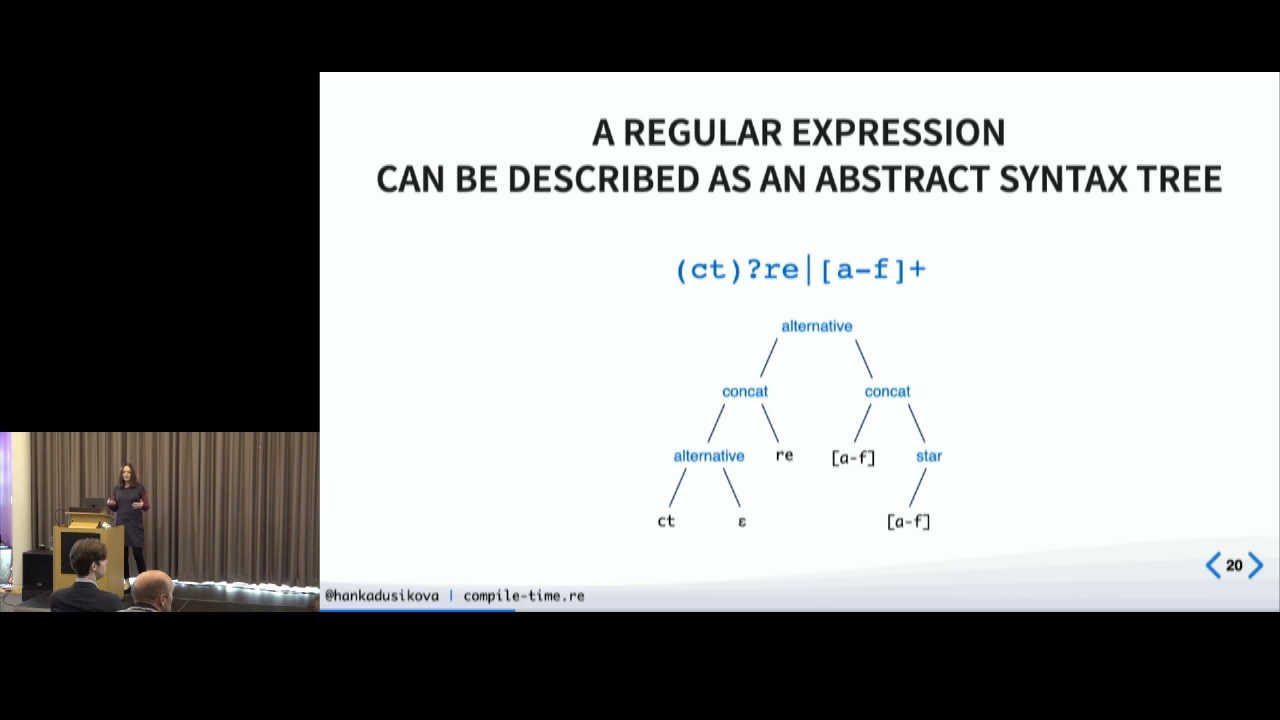 A REGULAR EXPRESSION
CAN BE DESCRIBED AS AN ABSTRACT SYNTAX TREE
(ct)?re|[a-f]+
alternative
concat concat
alternative re [a-f] star
ct ε [a-f]
20
@hankadusikova | compile-time.re